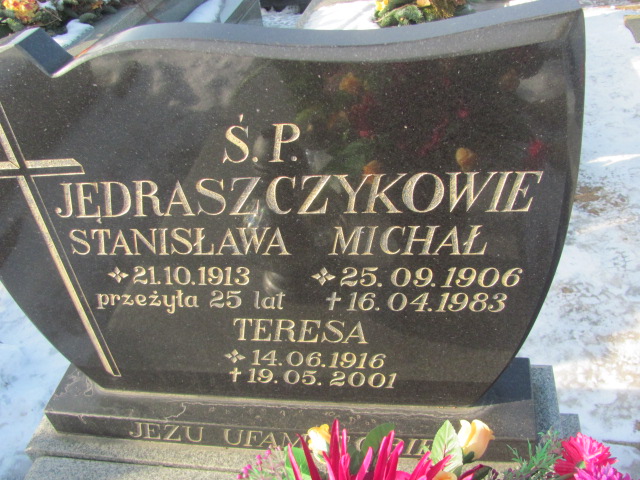 Ś. P.
JĘDRASZCZYKOWIE
STANISŁAWA MICHAŁ
21.10.1913 25.09.1906
przeżyła 25 lat †16.04.1983
TERESA
14.06.1916
†19.05.2001
JEZU UFAM TOBIE